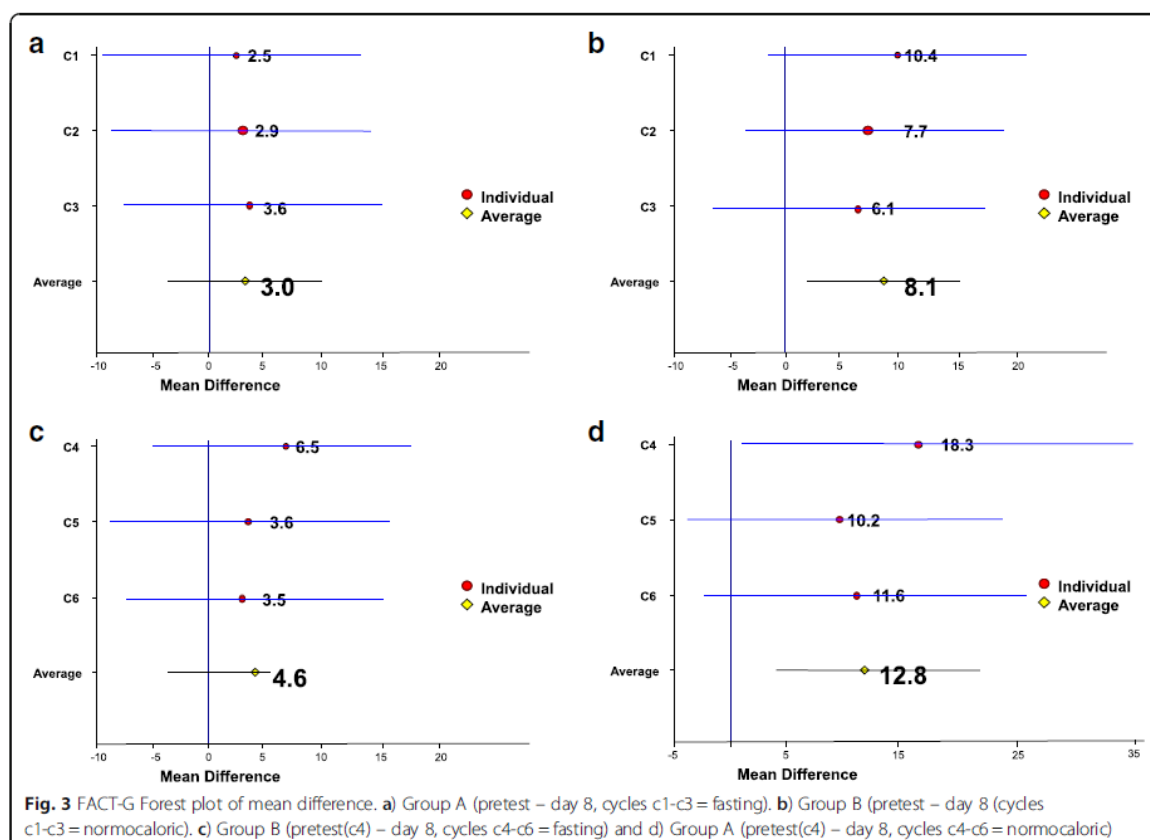 a
C1
2.5
C2
2.9
C3
3.6
Individual
Average
Average
3.0
-10 -5 0 5 10 15 20
Mean Difference
b
C1
10.4
C2
7.7
C3
6.1
Individual
Average
Average
8.1
-10 -5 0 5 10 15 20
Mean Difference
c
C4
6.5
C5
3.6
C6
3.5
Individual
Average
Average
4.6
-10 -5 0 5 10 15 20
Mean Difference
d
C4
18.3
C5
10.2
C6
11.6
Individual
Average
Average
12.8
-5 0 5 15 25 35
Mean Difference
Fig. 3 FACT-G Forest plot of mean difference. a) Group A (pretest – day 8, cycles c1-c3 = fasting). b) Group B (pretest – day 8 (cycles
c1-c3 = normocaloric). c) Group B (pretest(c4) – day 8, cycles c4-c6 = fasting) and d) Group A (pretest(c4) – day 8, cycles c4-c6 = normocaloric)